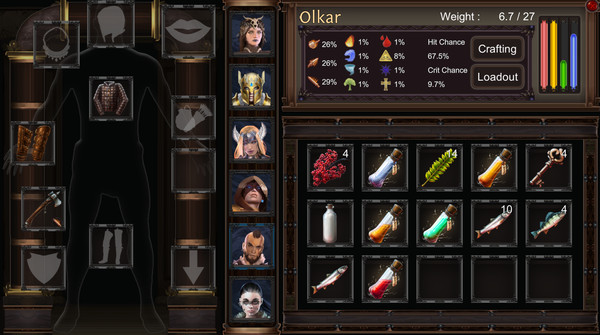 Olkar
Weight : 6.7 / 27
26% 1% 1% Hit Chance
26% 1% 8% 67.5%
29% 1% 1% Crit Chance
1% 1% 9.7%
Crafting
Loadout
4 4 4
10 4